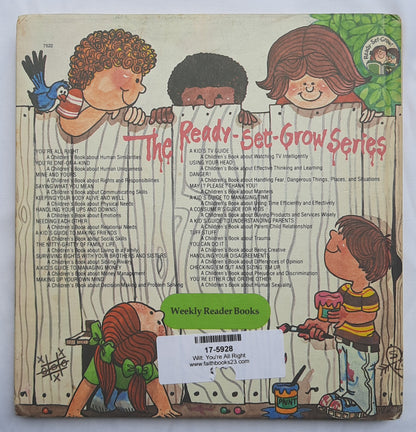 7520
Ready-Set-Grow
The Ready-Set-Grow Series
YOU'RE ALL RIGHT
A Children's Book about Human Similarities
YOU'RE ONE-OF-A-KIND
A Children's Book about Human Uniqueness
MINE AND YOURS
A Children's Book about Rights and Responsibilities
SAYING WHAT YOU MEAN
A Children's Book about Communicating Skills
KEEPING YOUR BODY ALIVE AND WELL
A Children's Book about Physical Needs
HANDLING YOUR UPS AND DOWNS
A Children's Book about Emotions
NEEDING EACH OTHER
A Children's Book about Relational Needs
A KID'S GUIDE TO MAKING FRIENDS
A Children's Book about Social Skills
THE NITTY-GRITTY OF FAMILY LIFE
A Children's Book about Living in a Family
SURVIVING FIGHTS WITH YOUR BROTHERS AND SISTERS
A Children's Book about Sibling Rivalry
A KID'S GUIDE TO MANAGING MONEY
A Children's Book about Money Management
MAKING UP YOUR OWN MIND
A Children's Book about Decision Making and Problem Solving
A KID'S TV GUIDE
A Children's Book about Watching TV Intelligently
USING YOUR HEAD
A Children's Book about Effective Thinking and Learning
DANGER!
A Children's Book about Handling Fear, Dangerous Things, Places, and Situations
MAY I? PLEASE? THANK YOU!
A Children's Book about Manners
A KID'S GUIDE TO MANAGING TIME
A Children's Book about Using Time Efficiently and Effectively
A CONSUMER'S GUIDE FOR KIDS
A Children's Book about Buying Products and Services Wisely
A KID'S GUIDE TO UNDERSTANDING PARENTS
A Children's Book about Parent/Child Relationships
TUFF STUFF
A Children's Book about Trauma
YOU CAN DO IT
A Children's Book about Being Creative
HANDLING YOUR DISAGREEMENTS
A Children's Book about Differences of Opinion
CHECKING 'EM OUT AND SIZING 'EM UP
A Children's Book about Physical and Discrimination
YOU'RE EITHER ONE OR THE OTHER
A Children's Book about Human Sexuality
Weekly Reader Books
17-5928
Wilt You're All Right
www.faithbooks23.com
PAINT